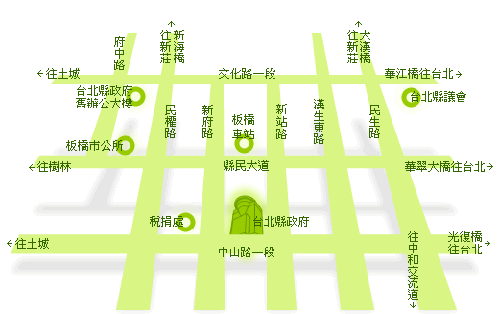 往新莊
新海橋
往新莊
大漢橋
府中路
←往土城
文化路一段
華江橋往台北→
台北縣政府
舊辦公大樓
台北縣議會
民權路
新府路
板橋
車站
新站路
漢生東路
民生路
板橋市公所
←往樹林
縣民大道
華翠大橋往台北→
稅捐處
台北縣政府
←往土城
中山路一段
往中和交流道
光復橋
往台北→